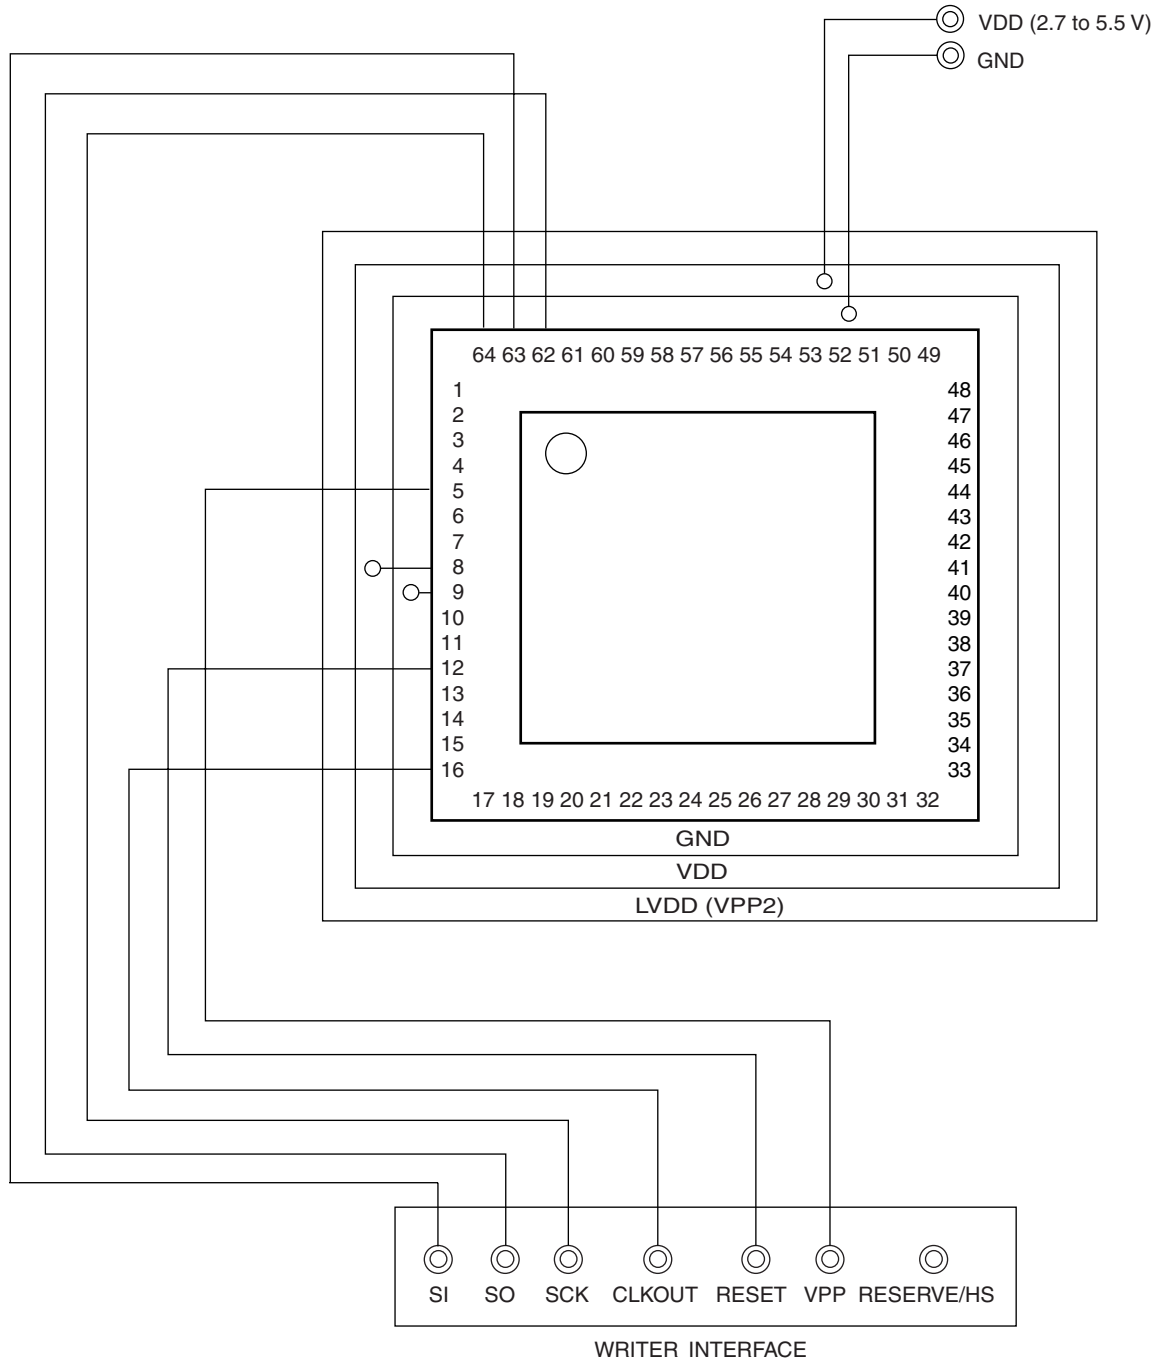 VDD (2.7 to 5.5 V)
GND
64 63 62 61 60 59 58 57 56 55 54 53 52 51 50 49
1 48
2 47
3 46
4 45
5 44
6 43
7 42
8 41
9 40
10 39
11 38
12 37
13 36
14 35
15 34
16 33
17 18 19 20 21 22 23 24 25 26 27 28 29 30 31 32
GND
VDD
LVDD (VPP2)
SI SO SCK CLKOUT RESET VPP RESERVE/HS
WRITER INTERFACE